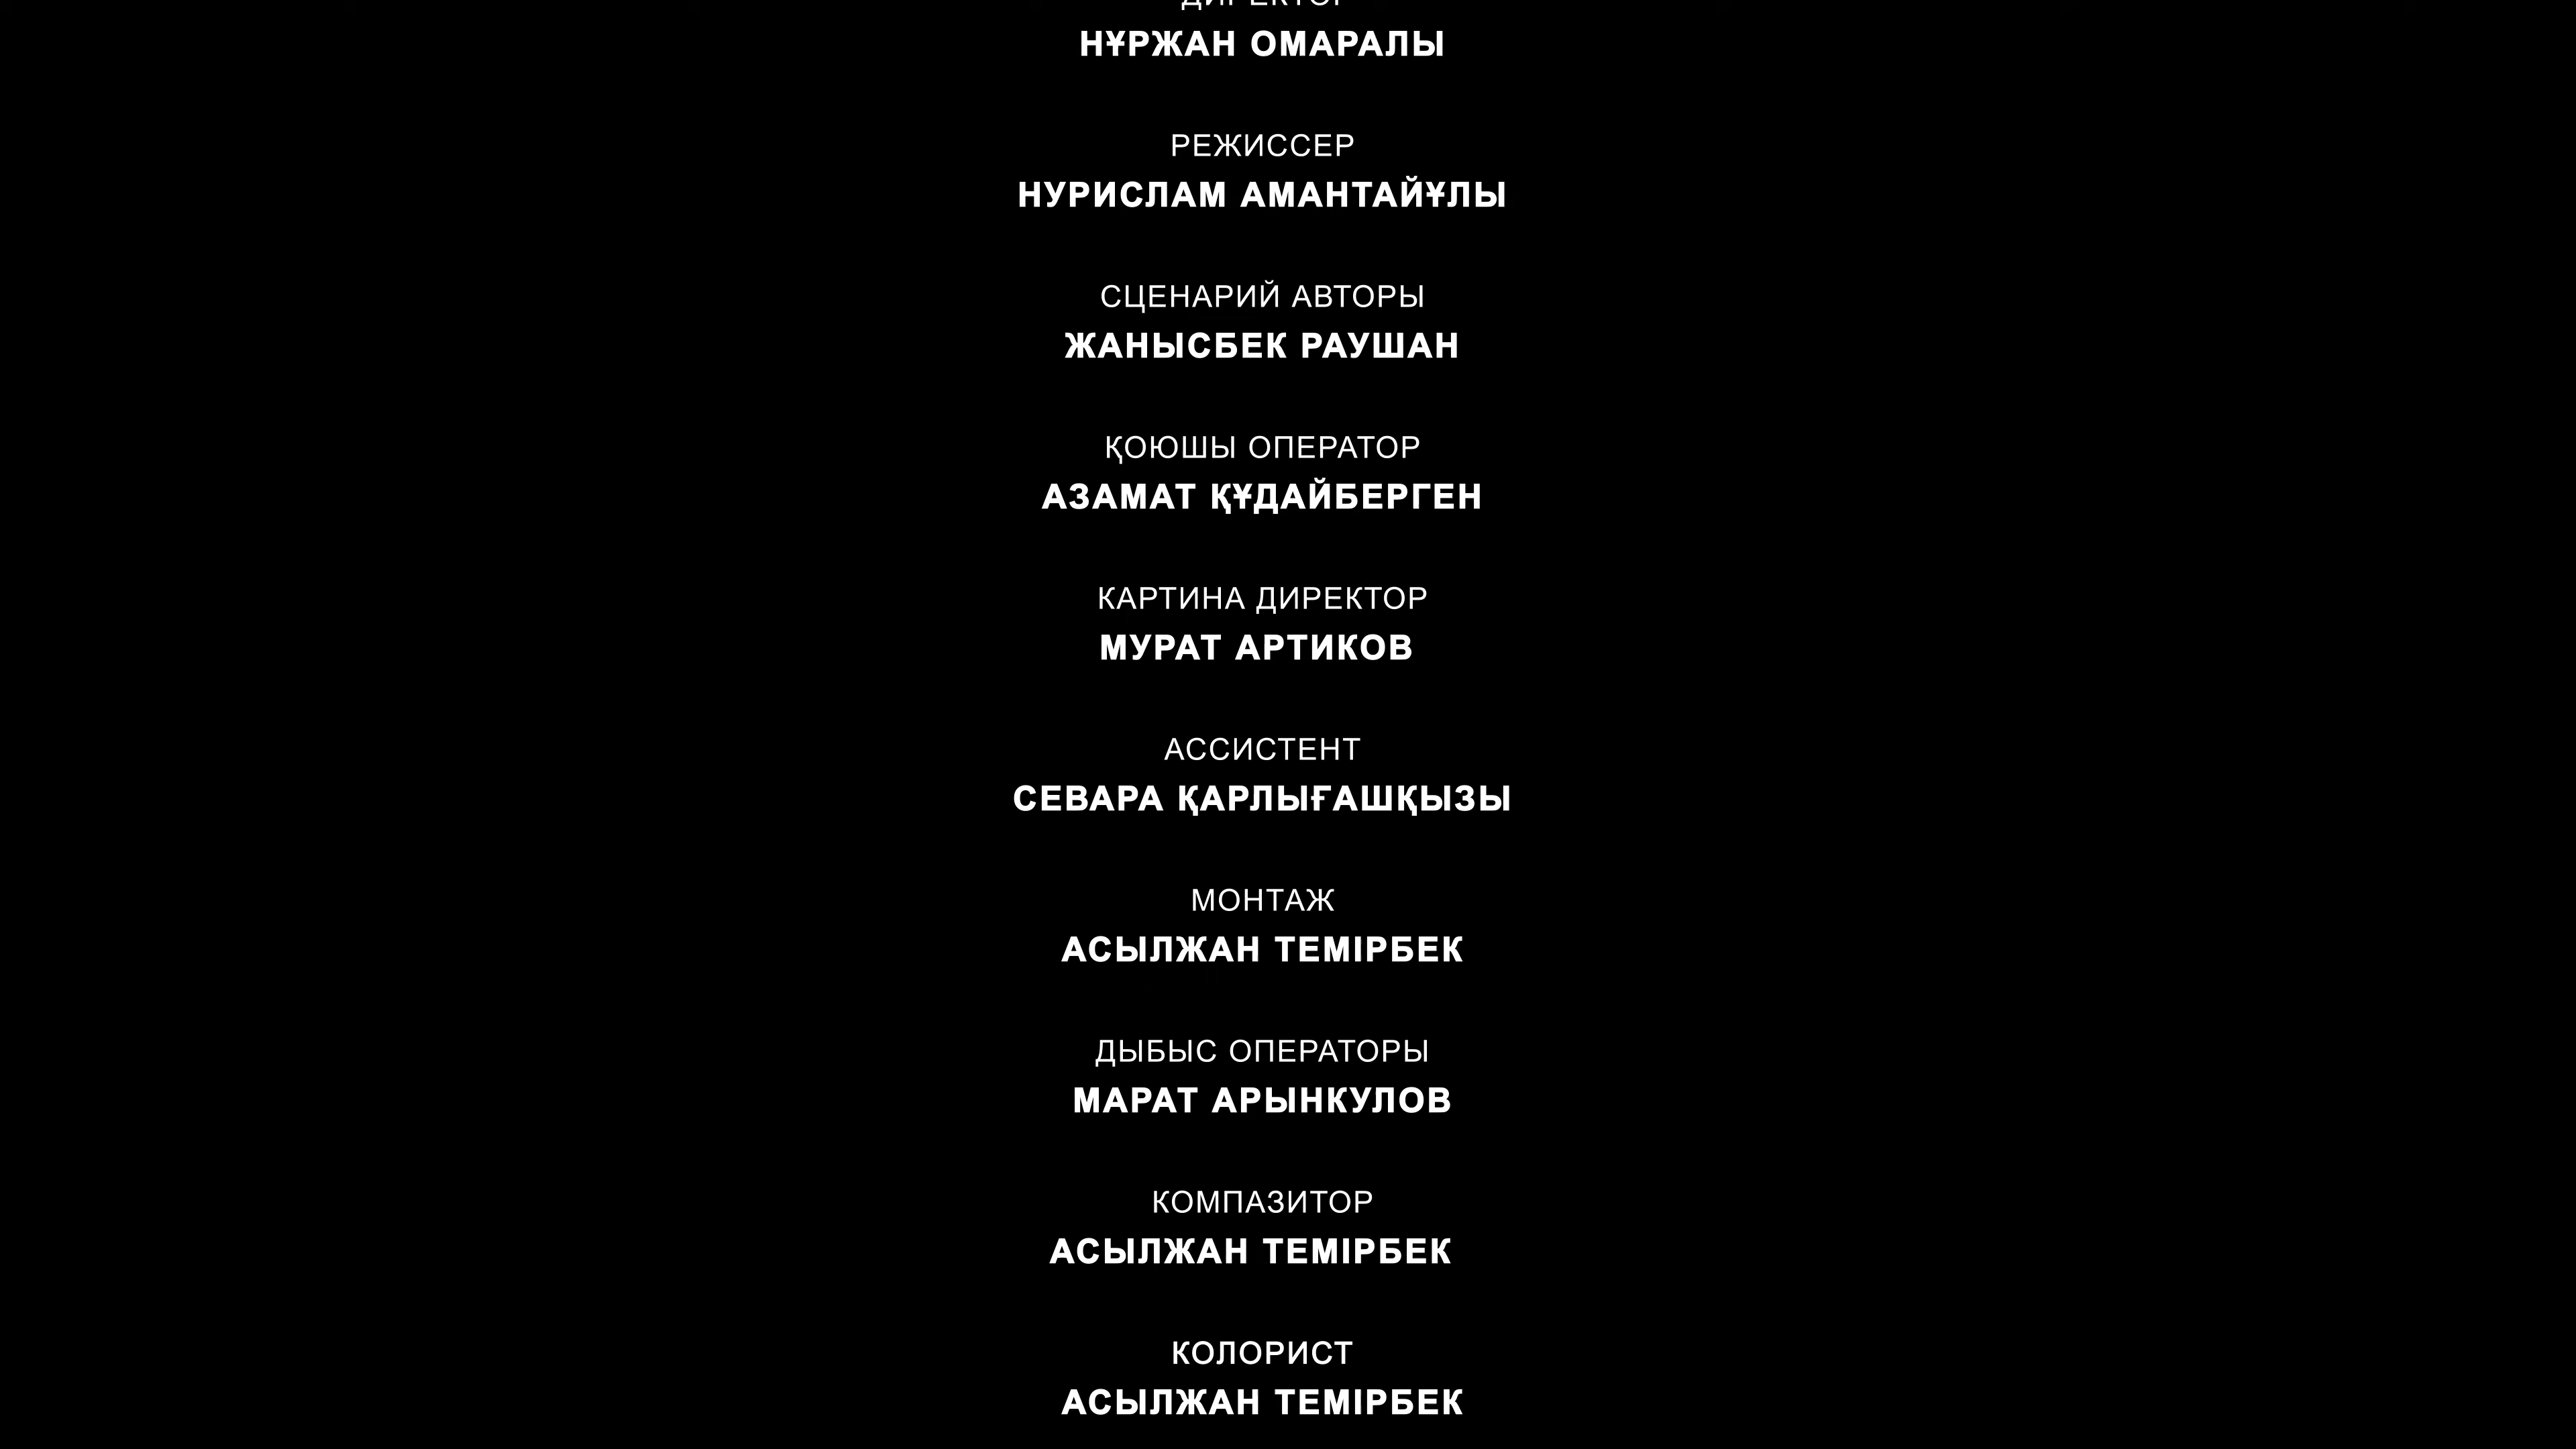 ДИРЕКТОР
НҰРЖАН ОМАРАЛЫ
РЕЖИССЕР
НУРИСЛАМ АМАНТАЙҰЛЫ
СЦЕНАРИЙ АВТОРЫ
ЖАНЫСБЕК РАУШАН
ҚОЮШЫ ОПЕРАТОР
АЗАМАТ ҚҰДАЙБЕРГЕН
КАРТИНА ДИРЕКТОР
МУРАТ АРТИКОВ
АССИСТЕНТ
СЕВАРА ҚАРЛЫҒАШҚЫЗЫ
МОНТАЖ
АСЫЛЖАН ТЕМІРБЕК
ДЫБЫС ОПЕРАТОРЫ
МАРАТ АРЫНКУЛОВ
КОМПАЗИТОР
АСЫЛЖАН ТЕМІРБЕК
КОЛОРИСТ
АСЫЛЖАН ТЕМІРБЕК